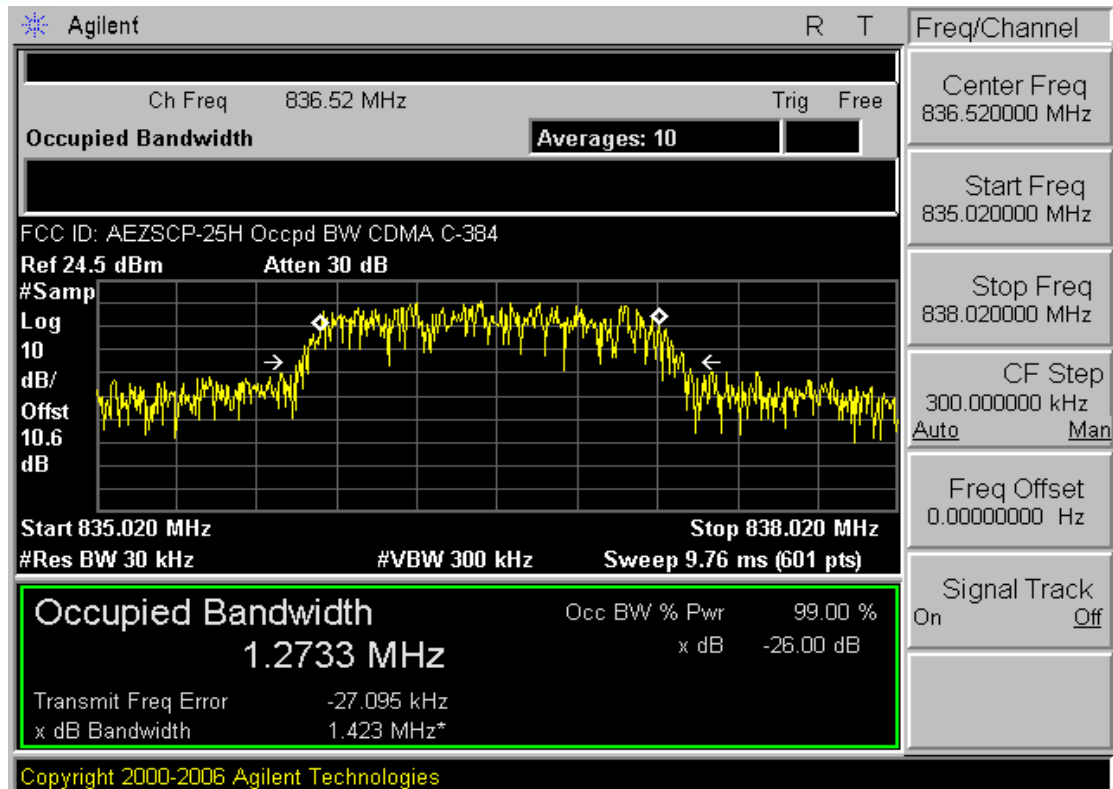 Agilent R T
Ch Freq 836.52 MHz Trig Free
Occupied Bandwidth Averages: 10
FCC ID: AEZSCP-25H Occpd BW CDMA C-384
Ref 24.5 dBm Atten 30 dB
#Samp
Log
10
dB/
Offst
10.6
dB
Start 835.020 MHz Stop 838.020 MHz
#Res BW 30 kHz #VBW 300 kHz Sweep 9.76 ms (601 pts)
Occupied Bandwidth Occ BW % Pwr 99.00 %
1.2733 MHz x dB -26.00 dB
Transmit Freq Error -27.095 kHz
x dB Bandwidth 1.423 MHz*
Copyright 2000-2006 Agilent Technologies
Freq/Channel
Center Freq
836.520000 MHz
Start Freq
835.020000 MHz
Stop Freq
838.020000 MHz
CF Step
300.000000 kHz
Auto Man
Freq Offset
0.00000000 Hz
Signal Track
On Off